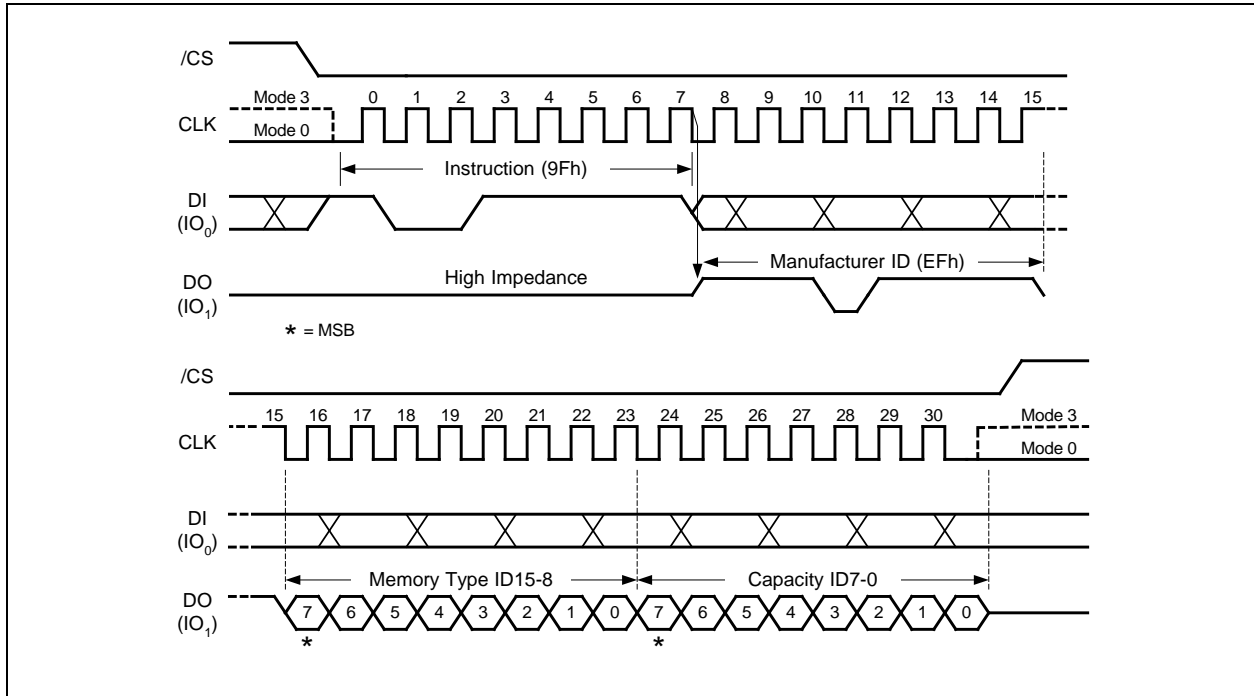 /CS
Mode 3 0 1 2 3 4 5 6 7 8 9 10 11 12 13 14 15
CLK
Mode 0
Instruction (9Fh)
DI
(IO0)
Manufacturer ID (EFh)
High Impedance
DO
(IO1)
* = MSB
/CS
15 16 17 18 19 20 21 22 23 24 25 26 27 28 29 30 Mode 3
CLK
Mode 0
DI
(IO0)
Memory Type ID15-8 Capacity ID7-0
DO
(IO1)
7 6 5 4 3 2 1 0 7 6 5 4 3 2 1 0
* *